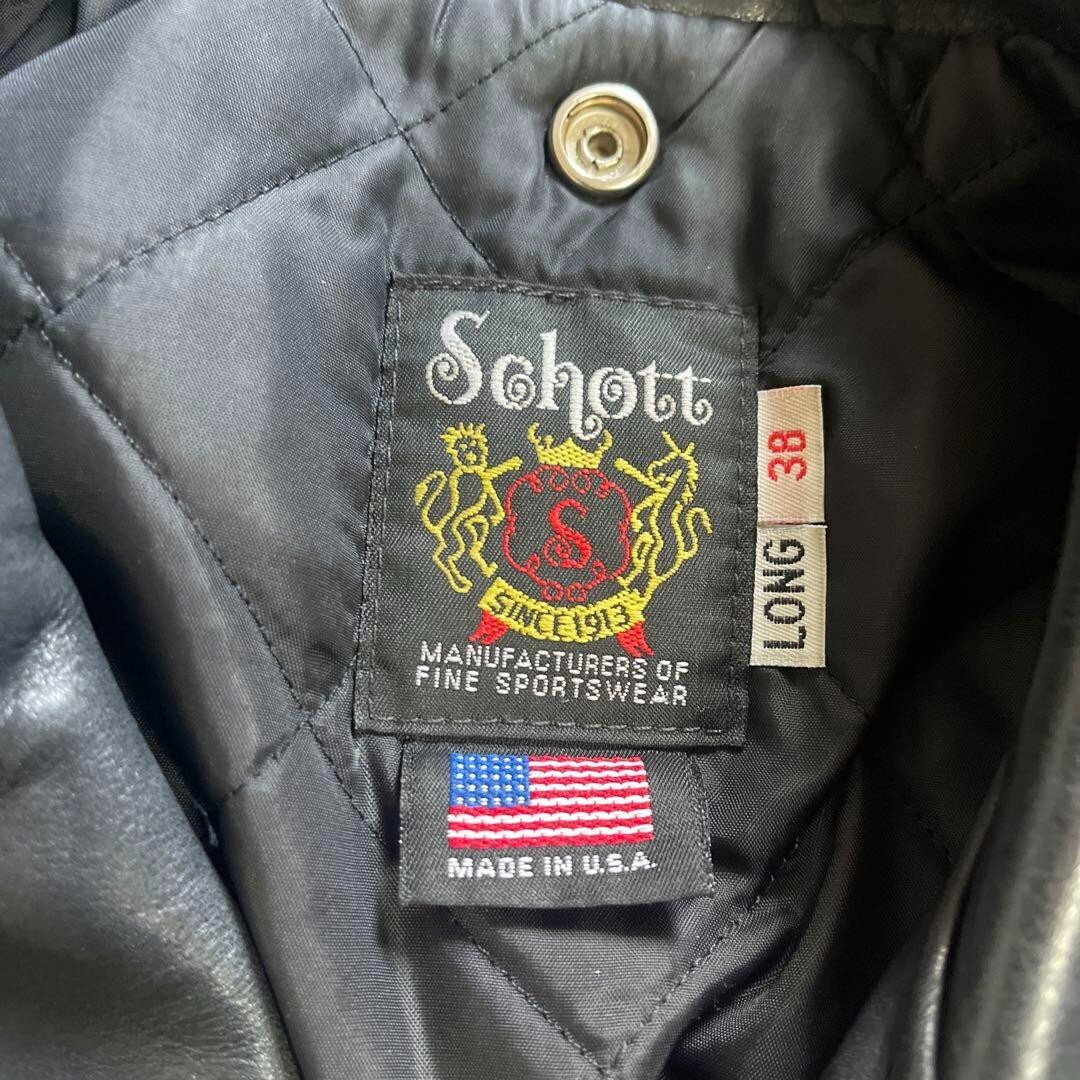 Schott
S
SINCE 1913
MANUFACTURERS OF
FINE SPORTSWEAR
38
LONG
MADE IN U.S.A.